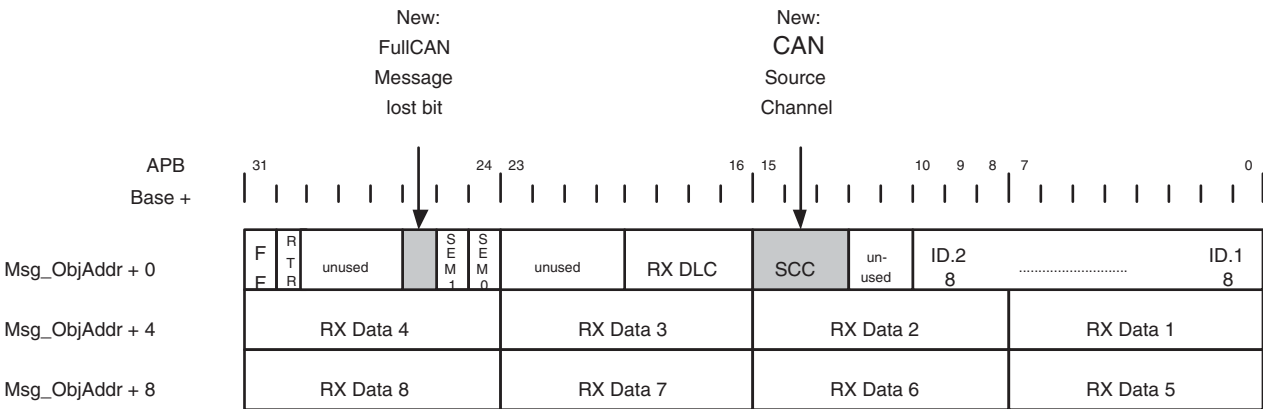 New:
FullCAN
Message
lost bit
New:
CAN
Source
Channel
APB
Base +
31 24 23 16 15 10 9 8 7 0
Msg_ObjAddr + 0
F
F
R
T
R
unused
S
E
M
1
S
E
M
0
unused
RX DLC
SCC
un-
used
ID.2
8
............................
ID.1
8
Msg_ObjAddr + 4
RX Data 4 RX Data 3 RX Data 2 RX Data 1
Msg_ObjAddr + 8
RX Data 8 RX Data 7 RX Data 6 RX Data 5